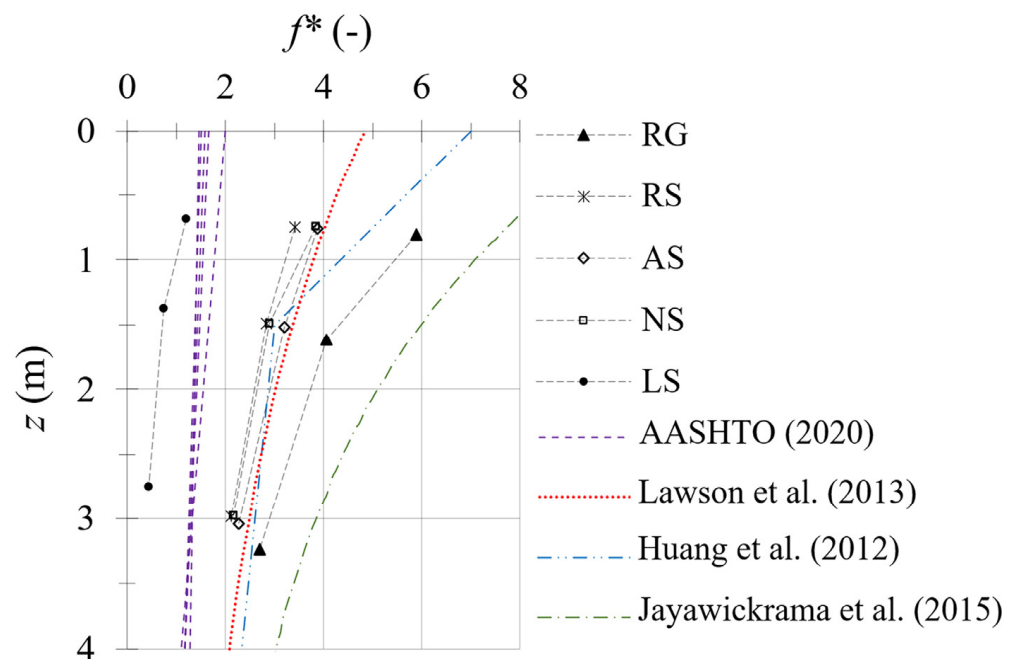 f* (-)
0 2 4 6 8
0
1
2
3
4
z (m)
RG
RS
AS
NS
LS
AASHTO (2020)
Lawson et al. (2013)
Huang et al. (2012)
Jayawickrama et al. (2015)